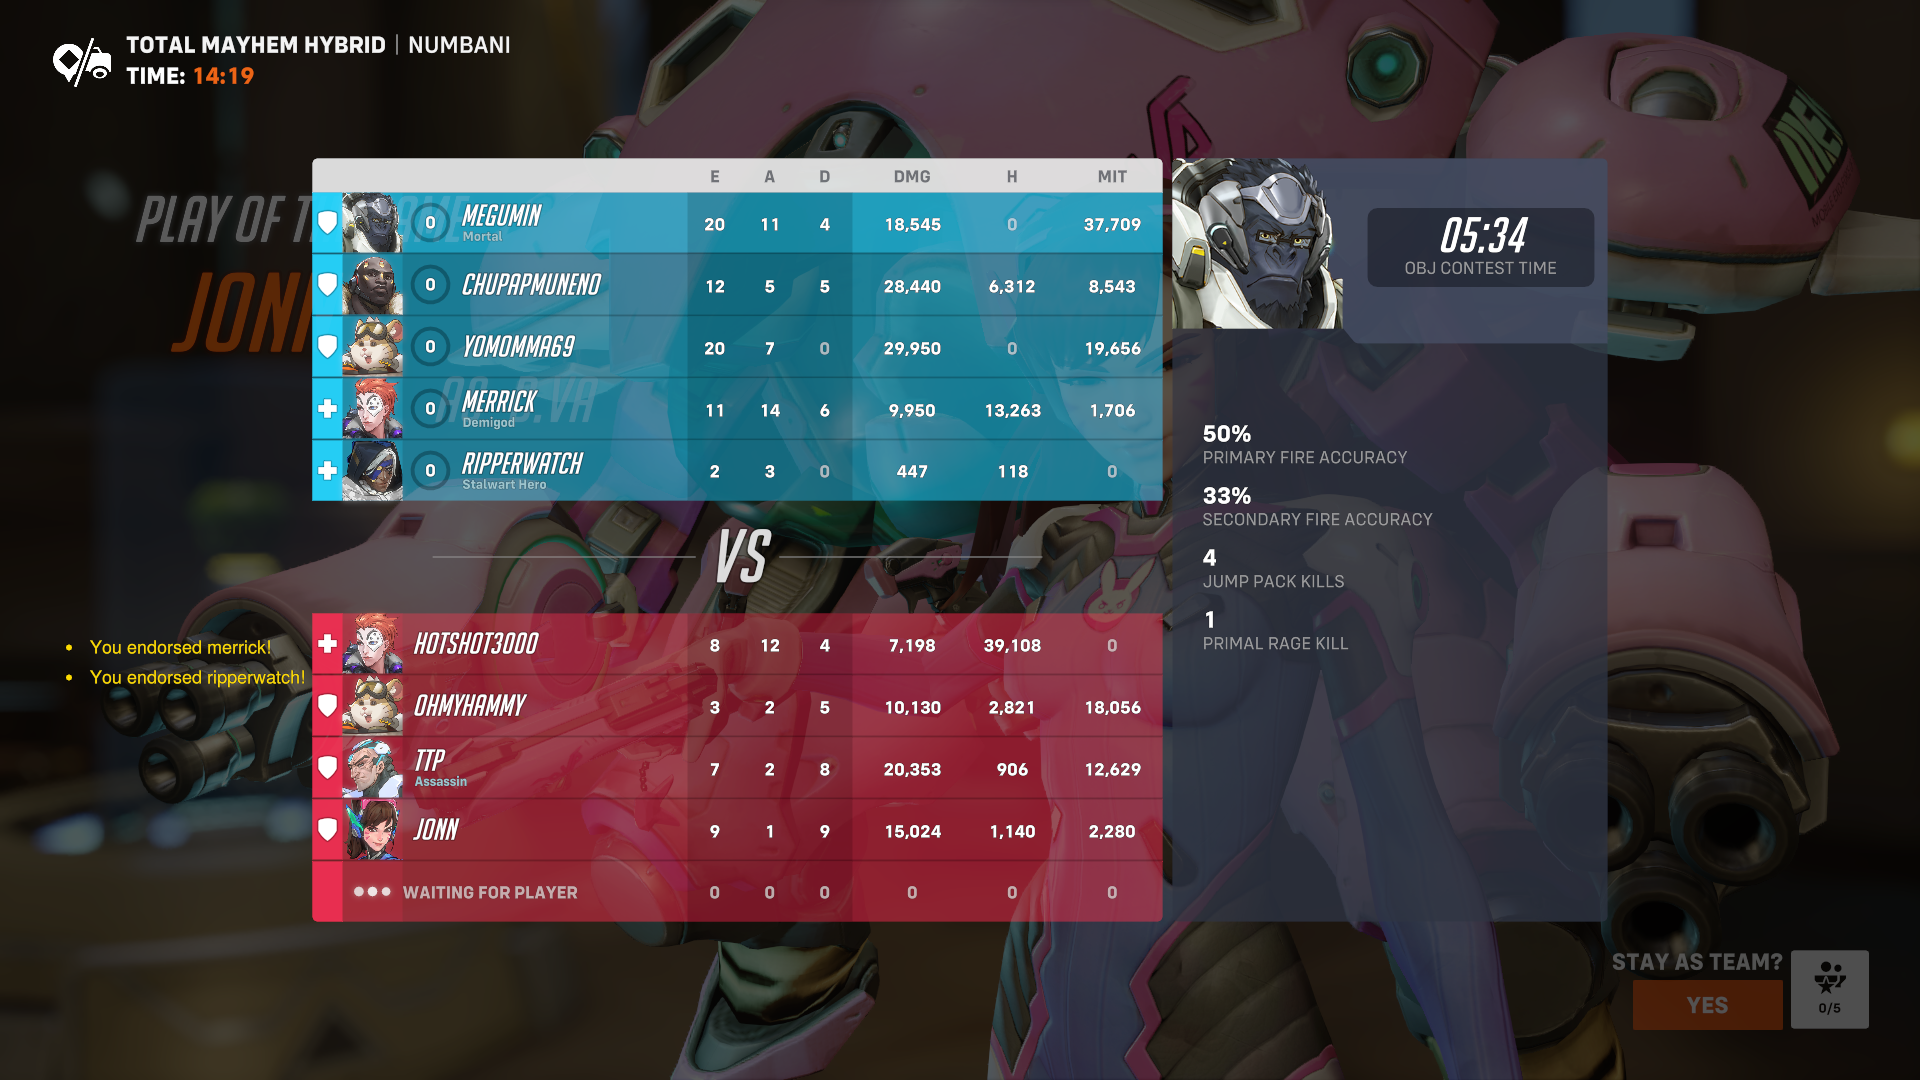 TOTAL MAYHEM HYBRID | NUMBANI
TIME: 14:19
PLAY OF T
JON
E A D DMG H MIT
0 MEGUMIN 20 11 4 18,545 0 37,709
Mortal
0 CHUPAPMUNENO 12 5 5 28,440 6,312 8,543
0 YOMOMMA69 20 7 0 29,950 0 19,656
0 MERRICK 11 14 6 9,950 13,263 1,706
Demigod
0 RIPPERWATCH 2 3 0 447 118 0
Stalwart Hero
VS
HOTSHOT3000 8 12 4 7,198 39,108 0
OHMYHAMMY 3 2 5 10,130 2,821 18,056
TTP 7 2 8 20,353 906 12,629
Assassin
JONN 9 1 9 15,024 1,140 2,280
WAITING FOR PLAYER 0 0 0 0 0 0
05:34
OBJ CONTEST TIME
50%
PRIMARY FIRE ACCURACY
33%
SECONDARY FIRE ACCURACY
4
JUMP PACK KILLS
1
PRIMAL RAGE KILL
• You endorsed merrick!
• You endorsed ripperwatch!
STAY AS TEAM?
YES
0/5